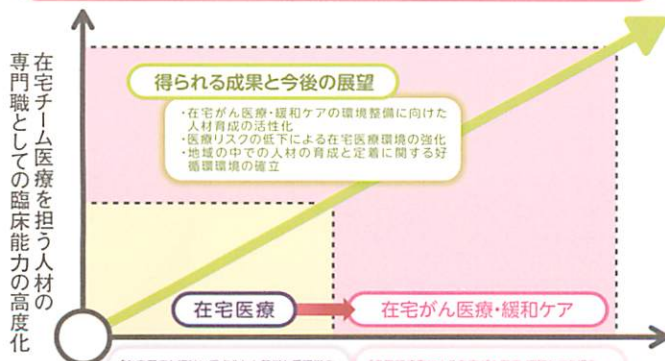 在宅チーム医療を担う人材の
専門職としての臨床能力の高度化
得られる成果と今後の展望
・在宅がん医療・緩和ケアの環境整備に向けた
人材育成の活性化
・医療リスクの低下による在宅医療環境の強化
・地域の中での人材の育成と定着に関する好
循環環境の確立
在宅医療
在宅がん医療・緩和ケア